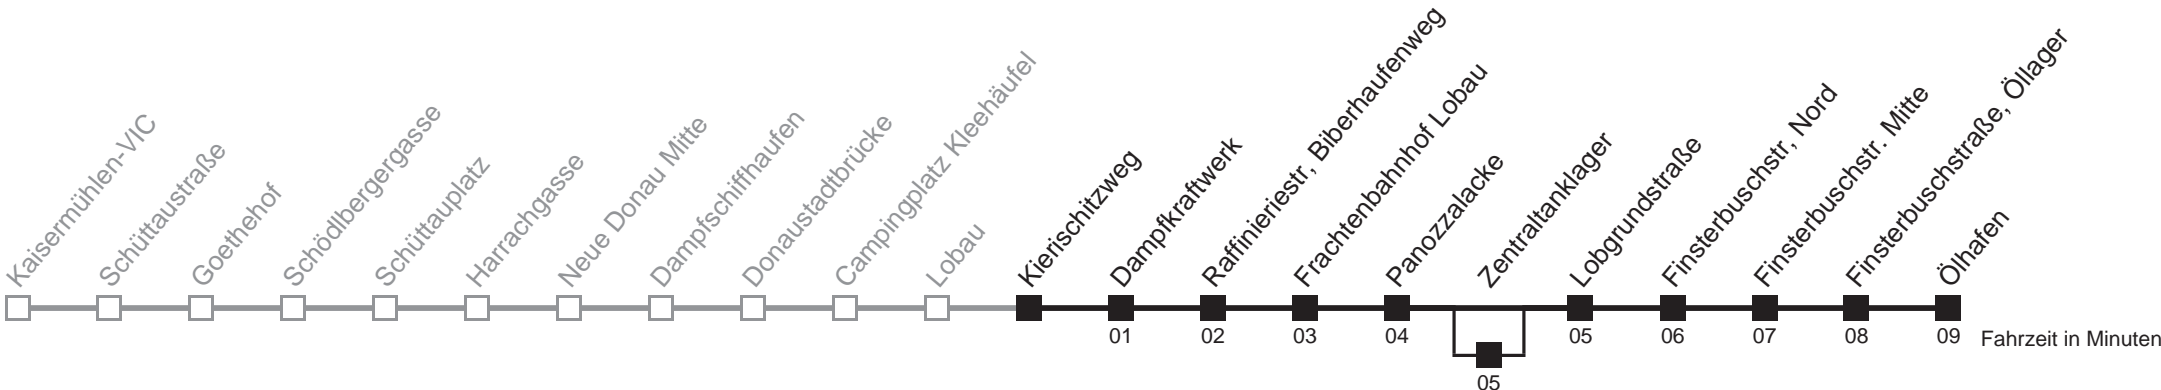 Kaisermühlen-VIC
Schüttaustraße
Goethehof
Schödlbergergasse
Schüttauplatz
Harrachgasse
Neue Donau Mitte
Dampfschiffhaufen
Donaustadtbrücke
Campingplatz Kleehäufel
Lobau
Kierischitzweg
Dampfkraftwerk
Raffinieriestr, Biberhaufenweg
Frachtenbahnhof Lobau
Panozzalacke
Zentraltanklager
Lobgrundstraße
Finsterbuschstr, Nord
Finsterbuschstr. Mitte
Finsterbuschstraße, Öllager
Ölhafen
01 02 03 04 05 06 07 08 09 Fahrzeit in Minuten
05